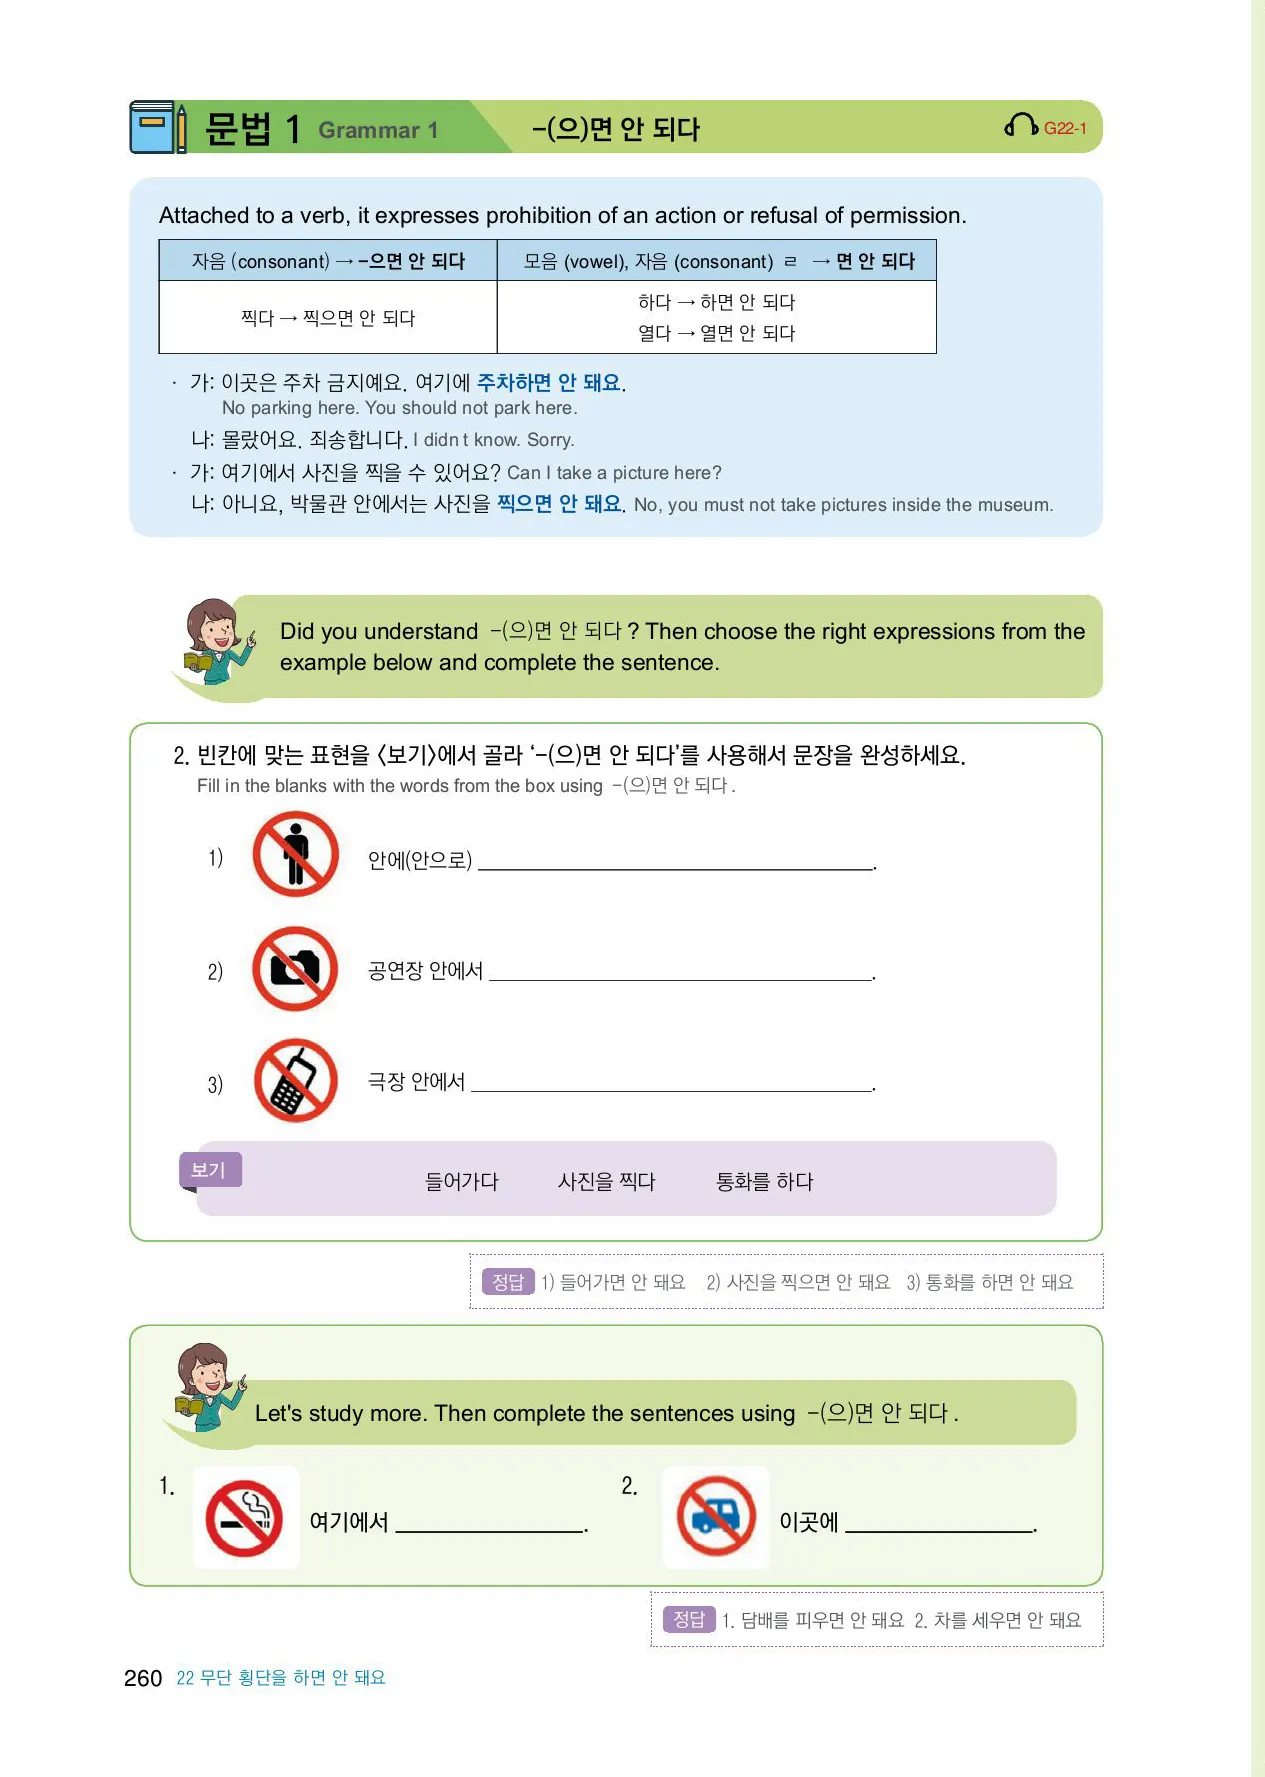 문법 1 Grammar 1 -(으)면 안 되다 G22-1
Attached to a verb, it expresses prohibition of an action or refusal of permission.
자음 (consonant) → -으면 안 되다 모음 (vowel), 자음 (consonant) ㄹ → 면 안 되다
찍다 → 찍으면 안 되다
하다 → 하면 안 되다
열다 → 열면 안 되다
· 가: 이곳은 주차 금지예요. 여기에 주차하면 안 돼요.
No parking here. You should not park here.
나: 몰랐어요. 죄송합니다. I didn t know. Sorry.
· 가: 여기에서 사진을 찍을 수 있어요? Can I take a picture here?
나: 아니요, 박물관 안에서는 사진을 찍으면 안 돼요. No, you must not take pictures inside the museum.
Did you understand -(으)면 안 되다 ? Then choose the right expressions from the
example below and complete the sentence.
2. 빈칸에 맞는 표현을 <보기>에서 골라 ‘-(으)면 안 되다’를 사용해서 문장을 완성하세요.
Fill in the blanks with the words from the box using -(으)면 안 되다 .
1) 안에(안으로) ______________________.
2) 공연장 안에서 ______________________.
3) 극장 안에서 ______________________.
보기
들어가다 사진을 찍다 통화를 하다
정답 1) 들어가면 안 돼요 2) 사진을 찍으면 안 돼요 3) 통화를 하면 안 돼요
Let's study more. Then complete the sentences using -(으)면 안 되다 .
1. 여기에서 ______________. 2. 이곳에 ______________.
정답 1. 담배를 피우면 안 돼요 2. 차를 세우면 안 돼요
260 22 무단 횡단을 하면 안 돼요